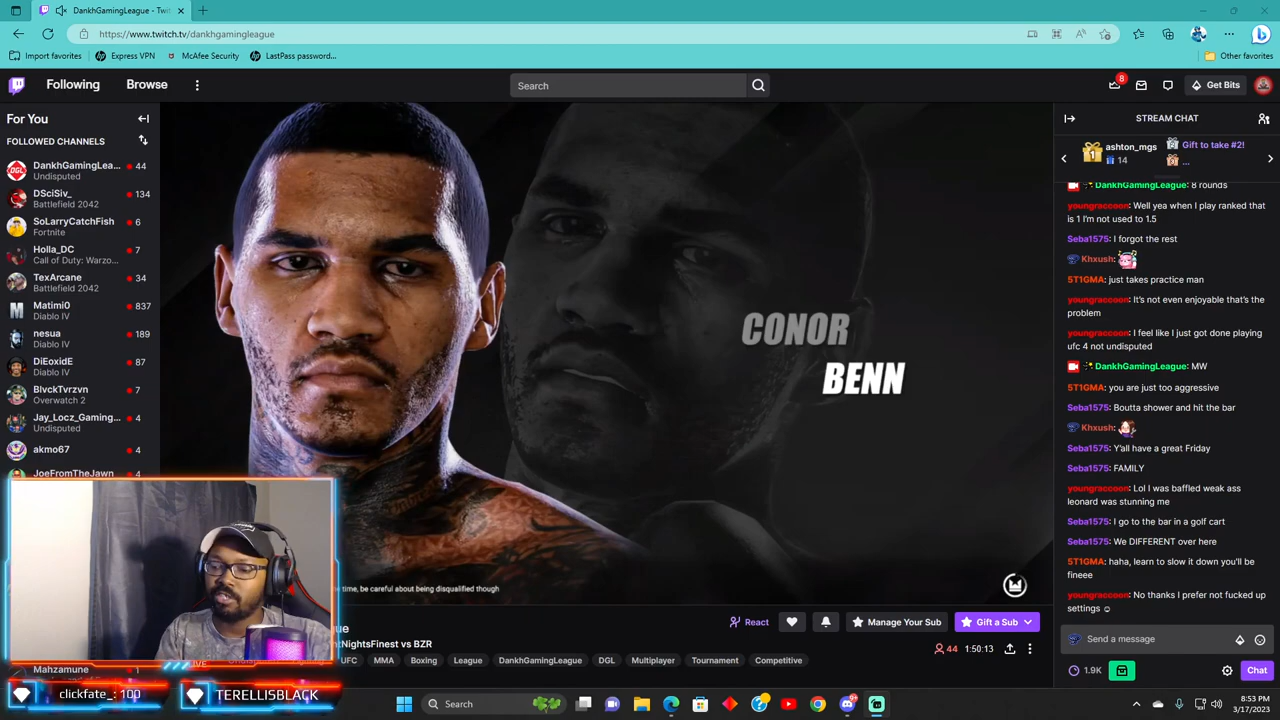 DankhGamingLeague - Twi
https://www.twitch.tv/dankhgamingleague
Import favorites
Express VPN
McAfee Security
LastPass password...
Other favorites
Following
Browse
Search
8
Get Bits
For You
FOLLOWED CHANNELS
DankhGamingLea... 44
Undisputed
DSciSiv_ 134
Battlefield 2042
SoLarryCatchFish 6
Fortnite
Holla_DC 7
Call of Duty: Warzo...
TexArcane 34
Battlefield 2042
Matimi0 837
Diablo IV
nesua 189
Diablo IV
DiEoxidE 87
Diablo IV
BlvckTvrzvn 7
Overwatch 2
Jay_Locz_Gaming... 4
Undisputed
akmo67 4
JoeFromTheJawn 4
Mahzamune 1
clickfate_: 100
TERELLISBLACK
CONOR
BENN
time, be careful about being disqualified though
React
Manage Your Sub
Gift a Sub
NightsFinest vs BZR
44 1:50:13
UFC MMA Boxing League DankhGamingLeague DGL Multiplayer Tournament Competitive
STREAM CHAT
1 ashton_mgs
14
Gift to take #2!
...
DankhGamingLeague: 8 rounds
youngraccoon: Well yea when I play ranked that
is 1 I'm not used to 1.5
Seba1575: I forgot the rest
Khxush:
5T1GMA: just takes practice man
youngraccoon: It's not even enjoyable that's the
problem
youngraccoon: I feel like I just got done playing
ufc 4 not undisputed
DankhGamingLeague: MW
5T1GMA: you are just too aggressive
Seba1575: Boutta shower and hit the bar
Khxush:
Seba1575: Y'all have a great Friday
Seba1575: FAMILY
youngraccoon: Lol I was baffled weak ass
leonard was stunning me
Seba1575: I go to the bar in a golf cart
Seba1575: We DIFFERENT over here
5T1GMA: haha, learn to slow it down you'll be
fineee
youngraccoon: No thanks I prefer not fucked up
settings
Send a message
1.9K
Chat
Search
8:53 PM
3/17/2023